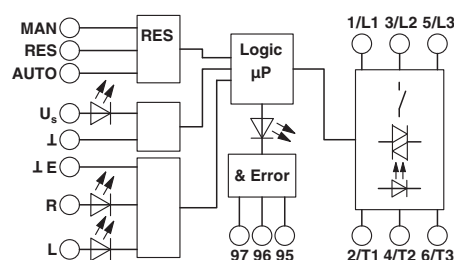 MAN
RES
AUTO
RES
Logic
µP
1/L1 3/L2 5/L3
Us
⊥
⊥ E
R
L
& Error
97 96 95
2/T1 4/T2 6/T3